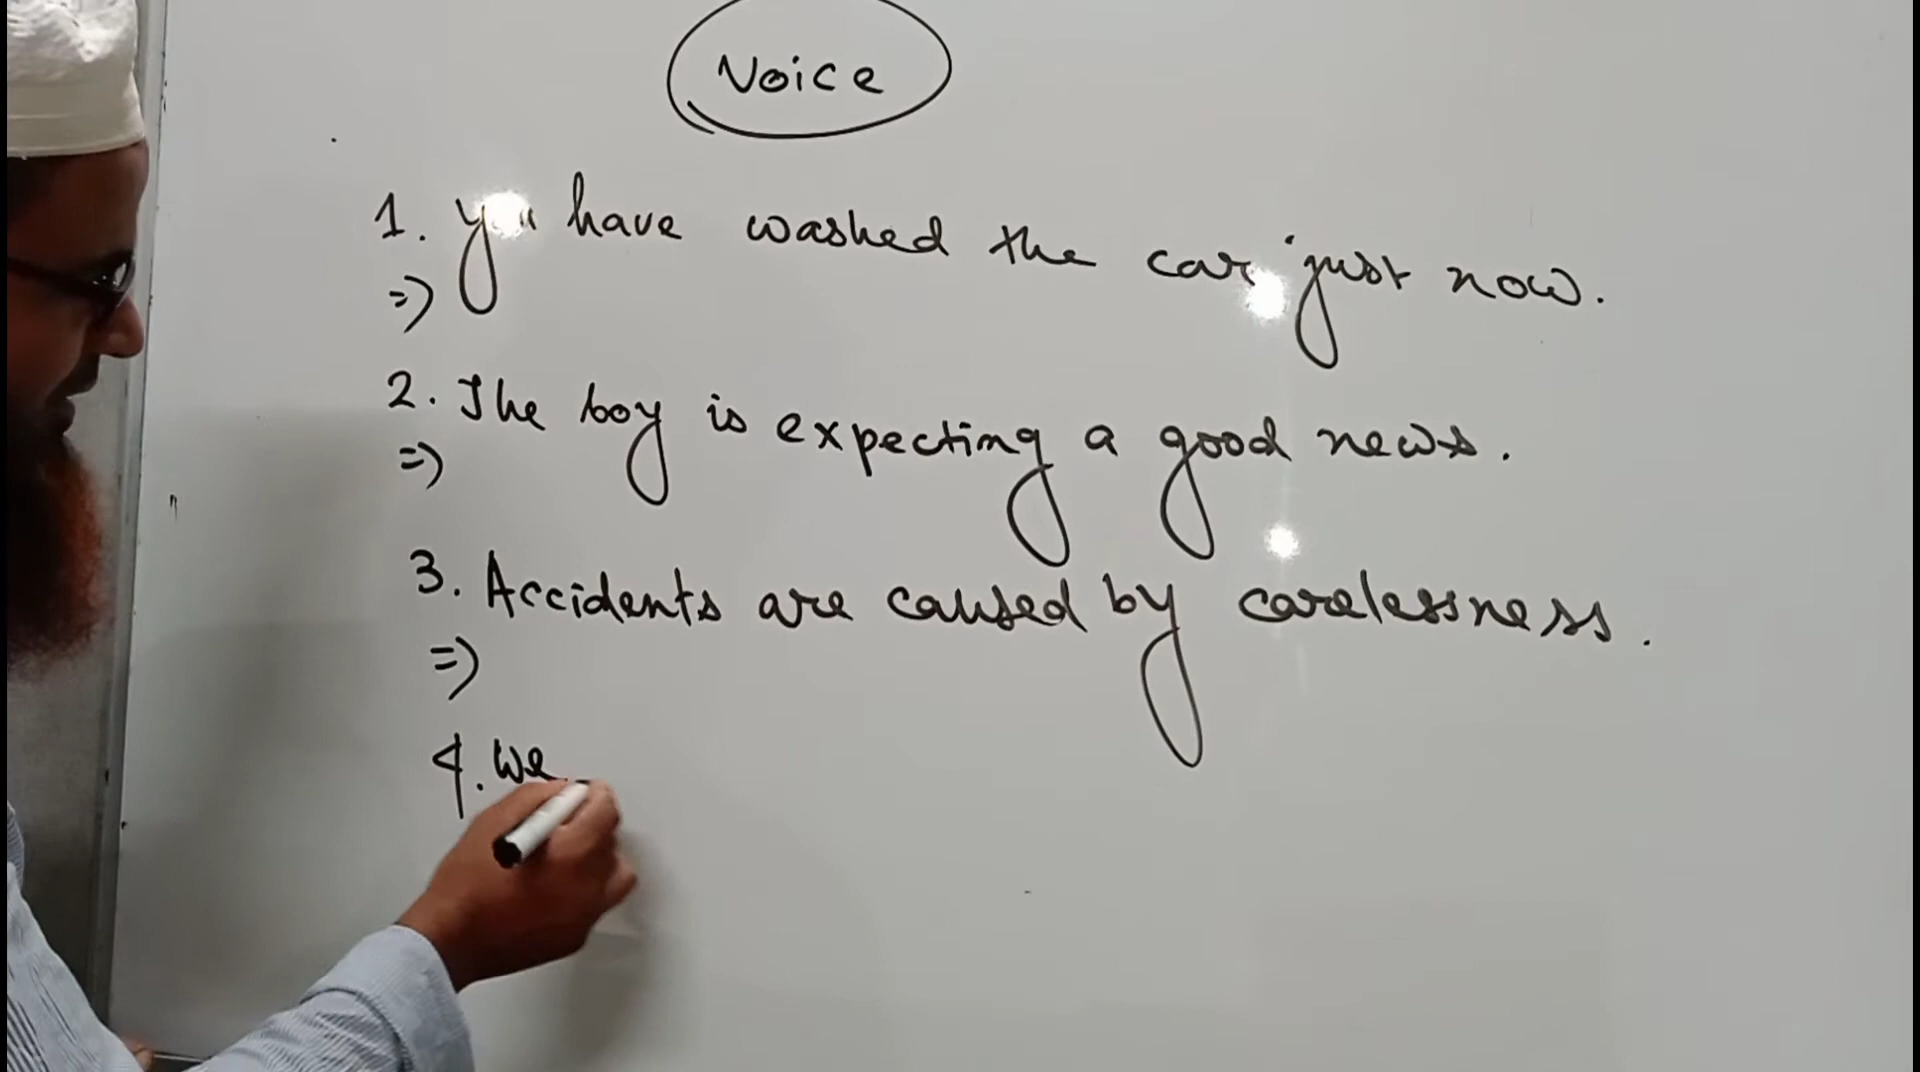 Voice
1. You have washed the car just now.
=>
2. The boy is expecting a good news.
=>
3. Accidents are caused by carelessness.
=>
4. We